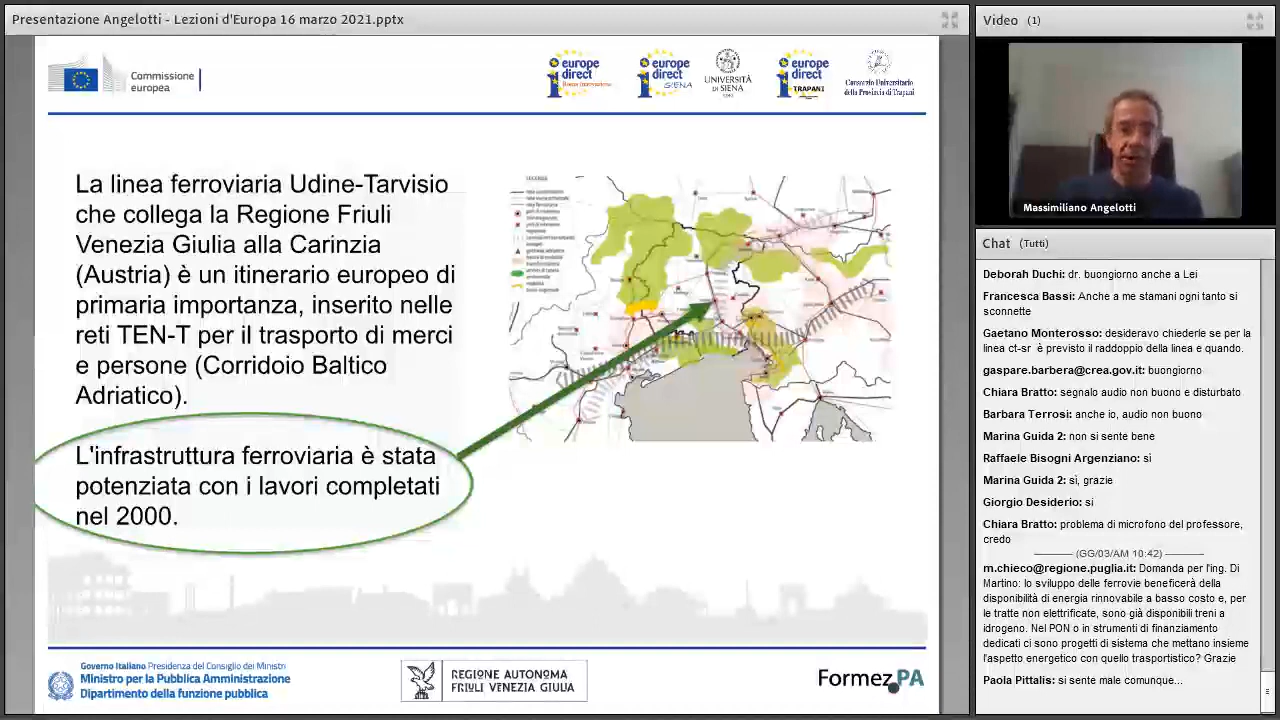 Presentazione Angelotti - Lezioni d'Europa 16 marzo 2021.pptx
Commissione
europea
europe
direct
europe
direct
SIENA
UNIVERSITÀ
DI SIENA
1240
europe
direct
TRAPANI
Consorzio Universitario
della Provincia di Trapani
La linea ferroviaria Udine-Tarvisio
che collega la Regione Friuli
Venezia Giulia alla Carinzia
(Austria) è un itinerario europeo di
primaria importanza, inserito nelle
reti TEN-T per il trasporto di merci
e persone (Corridoio Baltico
Adriatico).
L'infrastruttura ferroviaria è stata
potenziata con i lavori completati
nel 2000.
Governo Italiano Presidenza del Consiglio dei Ministri
Ministro per la Pubblica Amministrazione
Dipartimento della funzione pubblica
REGIONE AUTONOMA
FRIULI VENEZIA GIULIA
Formez PA
Video (1)
Massimiliano Angelotti
Chat (Tutti)
Deborah Duchi: dr. buongiorno anche a Lei
Francesca Bassi: Anche a me stamani ogni tanto si
sconnette
Gaetano Monterosso: desideravo chiederle se per la
linea ct-sr è previsto il raddoppio della linea e quando.
gaspare.barbera@crea.gov.it: buongiorno
Chiara Bratto: segnalo audio non buono e disturbato
Barbara Terrosi: anche io, audio non buono
Marina Guida 2: non si sente bene
Raffaele Bisogni Argenziano: sì
Marina Guida 2: sì, grazie
Giorgio Desiderio: si
Chiara Bratto: problema di microfono del professore,
credo
(GG/03/AM 10:42)
m.chieco@regione.puglia.it: Domanda per l'ing. Di
Martino: lo sviluppo delle ferrovie beneficerà della
disponibilità di energia rinnovabile a basso costo e, per
le tratte non elettrificate, sono già disponibili treni a
idrogeno. Nel PON o in strumenti di finanziamento
dedicati ci sono progetti di sistema che mettano insieme
l'aspetto energetico con quello trasportistico? Grazie
Paola Pittalis: si sente male comunque...